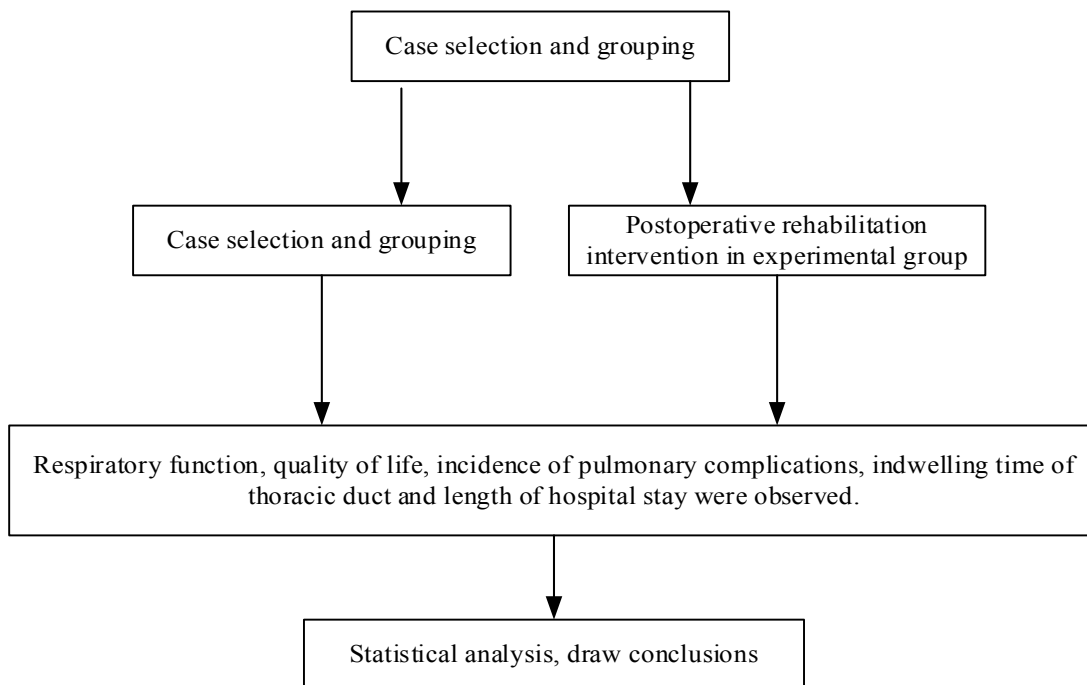 Case selection and grouping
Case selection and grouping
Postoperative rehabilitation
intervention in experimental group
Respiratory function, quality of life, incidence of pulmonary complications, indwelling time of
thoracic duct and length of hospital stay were observed.
Statistical analysis, draw conclusions